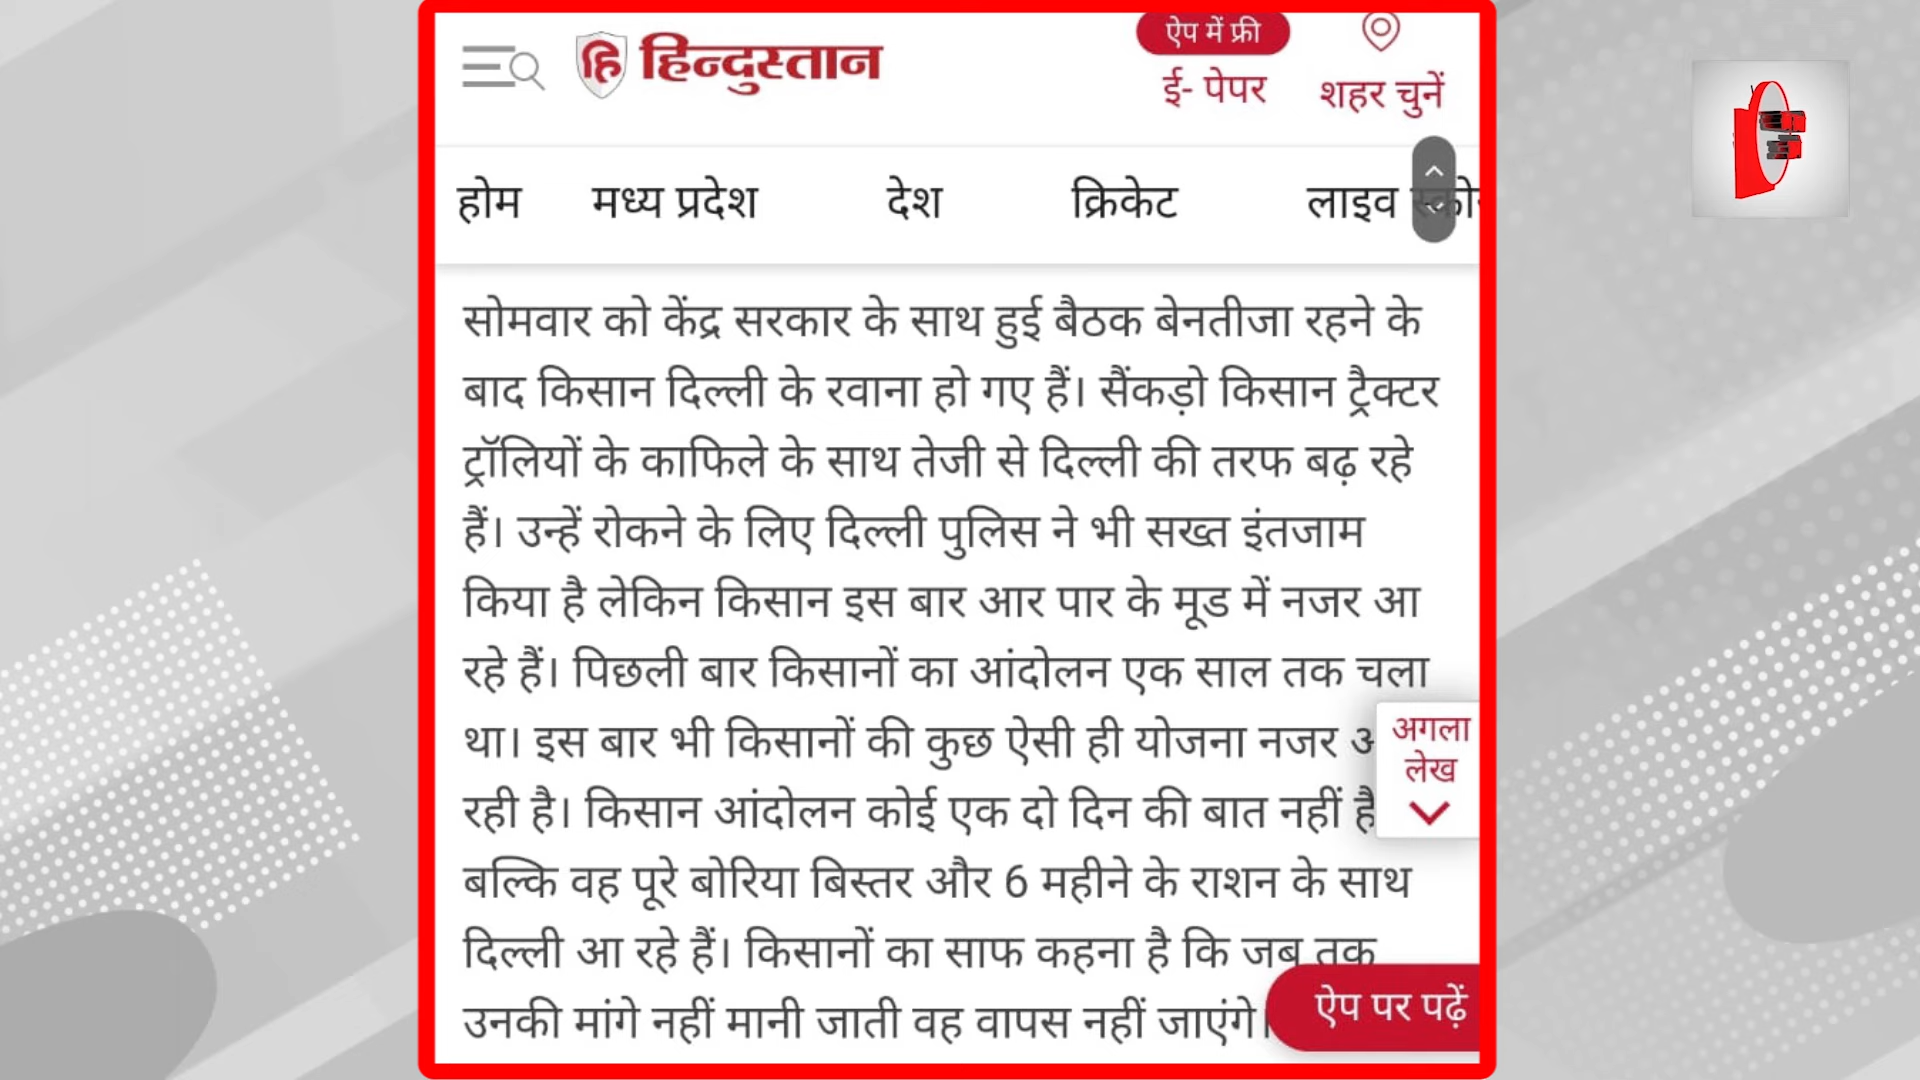 हि हिन्दुस्तान
ऐप में फ्री
ई- पेपर
शहर चुनें
होम मध्य प्रदेश देश क्रिकेट लाइव
सोमवार को केंद्र सरकार के साथ हुई बैठक बेनतीजा रहने के
बाद किसान दिल्ली के रवाना हो गए हैं। सैंकड़ो किसान ट्रैक्टर
ट्रॉलियों के काफिले के साथ तेजी से दिल्ली की तरफ बढ़ रहे
हैं। उन्हें रोकने के लिए दिल्ली पुलिस ने भी सख्त इंतजाम
किया है लेकिन किसान इस बार आर पार के मूड में नजर आ
रहे हैं। पिछली बार किसानों का आंदोलन एक साल तक चला
था। इस बार भी किसानों की कुछ ऐसी ही योजना नजर
रही है। किसान आंदोलन कोई एक दो दिन की बात नहीं है
बल्कि वह पूरे बोरिया बिस्तर और 6 महीने के राशन के साथ
दिल्ली आ रहे हैं। किसानों का साफ कहना है कि जब तक
उनकी मांगे नहीं मानी जाती वह वापस नहीं जाएंगे।
अगला
लेख
ऐप पर पढ़ें